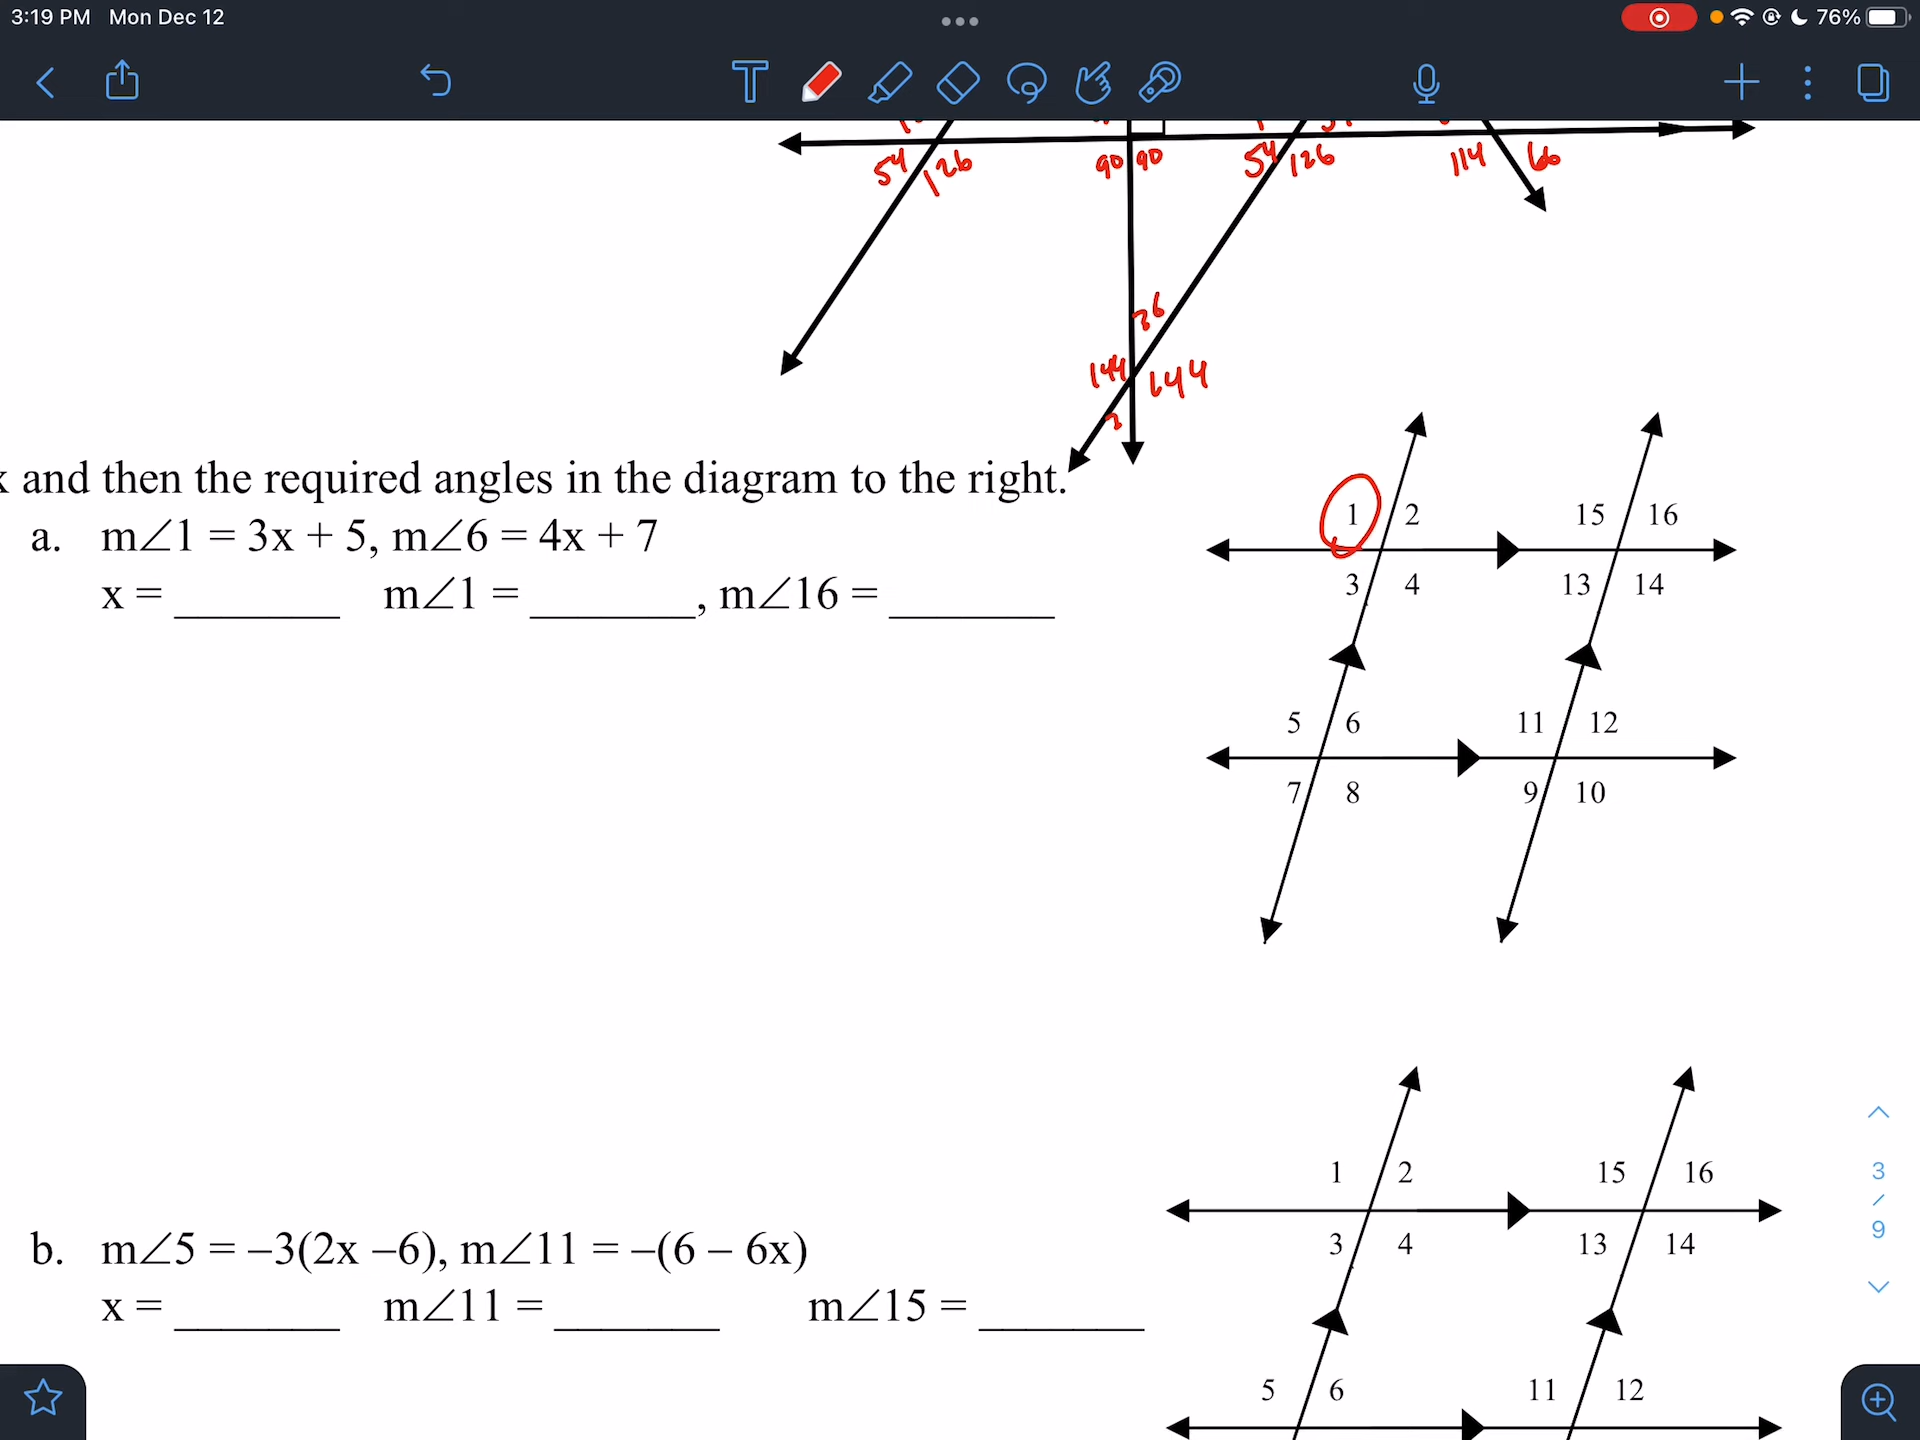 3:19 PM Mon Dec 12
76%
T
54 126 90 90 54 126 114 66
36
144 144
and then the required angles in the diagram to the right.
a. m∠1 = 3x + 5, m∠6 = 4x + 7
x = _______ m∠1 = _______, m∠16 = _______
1 2 15 16
3 4 13 14
5 6 11 12
7 8 9 10
1 2 15 16
3 4 13 14
b. m∠5 = –3(2x –6), m∠11 = –(6 – 6x)
x = _______ m∠11 = _______ m∠15 = _______
5 6 11 12
3
/
9